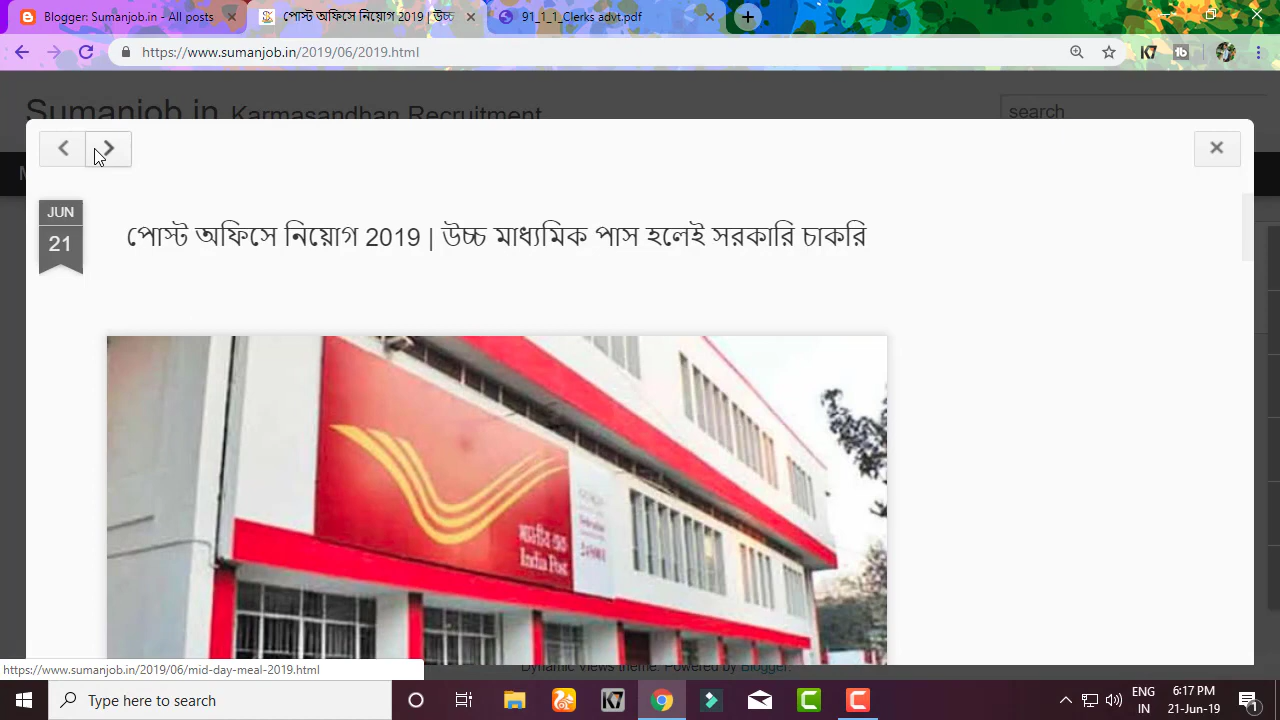 Blogger: Sumanjob.in - All posts
পোস্ট অফিসে নিয়োগ 2019 | উচ্চ
91_1_1_Clerks advt.pdf
https://www.sumanjob.in/2019/06/2019.html
Sumanjob.in Karmasandhan Recruitment
search
JUN
21
পোস্ট অফিসে নিয়োগ 2019 | উচ্চ মাধ্যমিক পাস হলেই সরকারি চাকরি
India Post
https://www.sumanjob.in/2019/06/mid-day-meal-2019.html
Dynamic Views theme. Powered by Blogger.
Type here to search
ENG
IN
6:17 PM
21-Jun-19